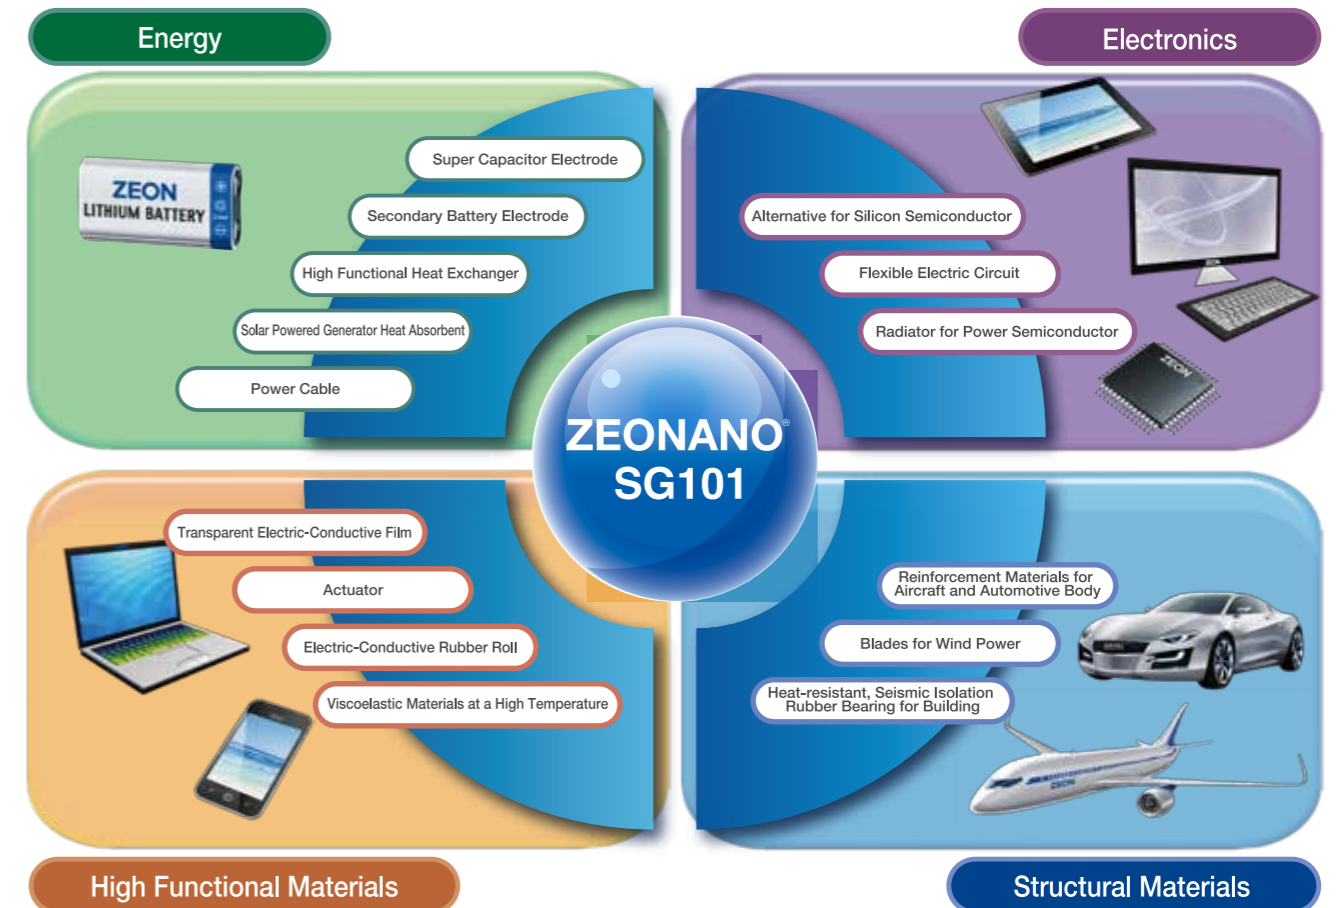 Energy
Electronics
ZEON
LITHIUM BATTERY
Super Capacitor Electrode
Secondary Battery Electrode
High Functional Heat Exchanger
Solar Powered Generator Heat Absorbent
Power Cable
Alternative for Silicon Semiconductor
Flexible Electric Circuit
Radiator for Power Semiconductor
ZEON
ZEON
ZEONANO®
SG101
Transparent Electric-Conductive Film
Actuator
Electric-Conductive Rubber Roll
Viscoelastic Materials at a High Temperature
Reinforcement Materials for
Aircraft and Automotive Body
Blades for Wind Power
Heat-resistant, Seismic Isolation
Rubber Bearing for Building
ZEON
High Functional Materials
Structural Materials